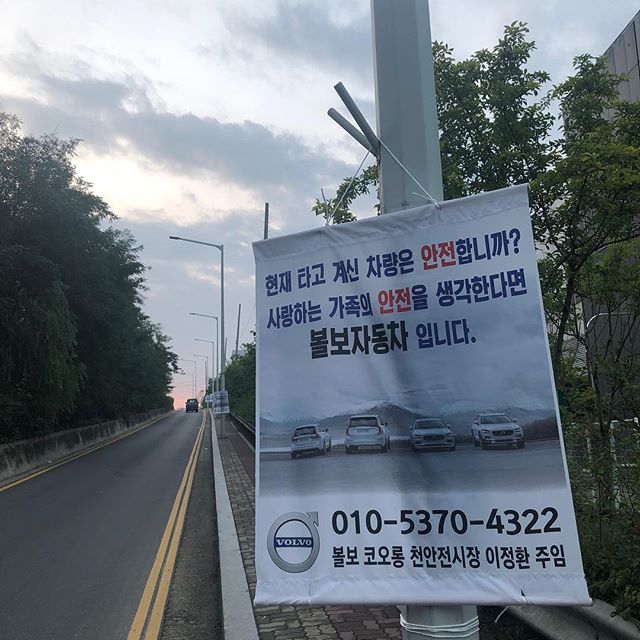 현재 타고 계신 차량은 안전합니까?
사랑하는 가족의 안전을 생각한다면
볼보자동차 입니다.
VOLVO
010-5370-4322
볼보 코오롱 천안전시장 이정환 주임